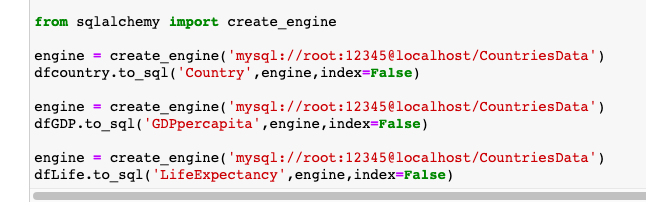 from sqlalchemy import create_engine
engine = create_engine('mysql://root:12345@localhost/CountriesData')
dfcountry.to_sql('Country',engine,index=False)
engine = create_engine('mysql://root:12345@localhost/CountriesData')
dfGDP.to_sql('GDPpercapita',engine,index=False)
engine = create_engine('mysql://root:12345@localhost/CountriesData')
dfLife.to_sql('LifeExpectancy',engine,index=False)